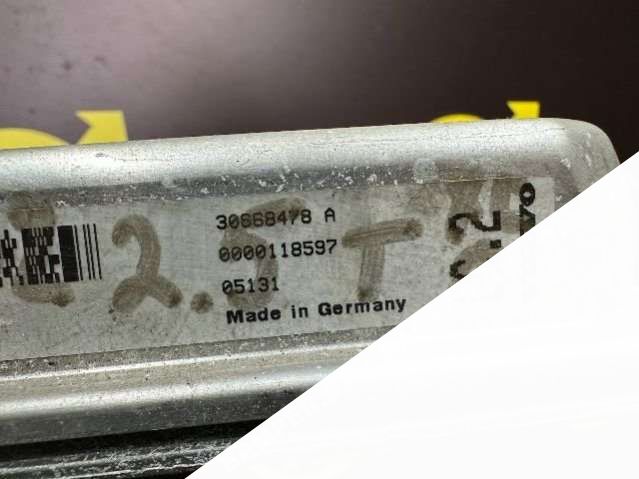 30668478 A
0000118597
05131
Made in Germany
2.5T